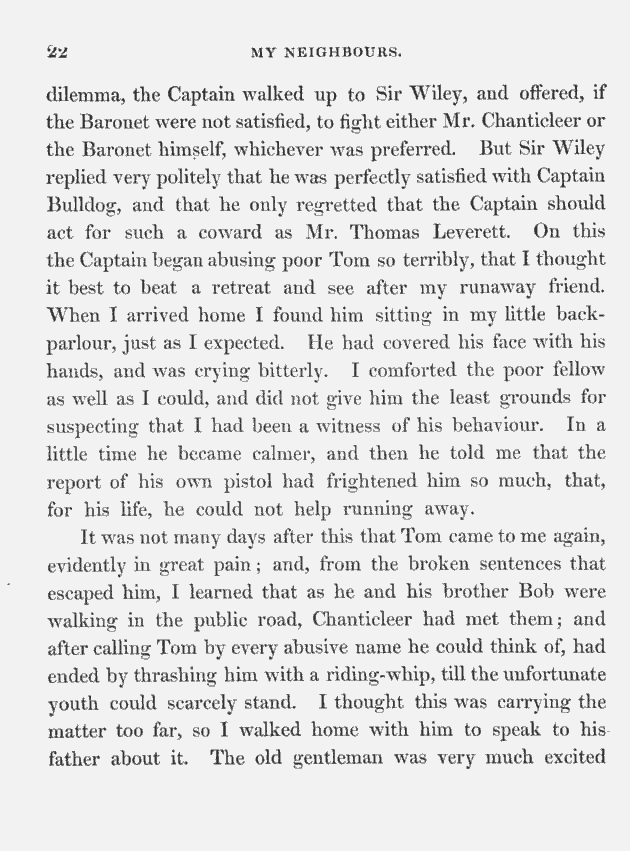 22 MY NEIGHBOURS.
dilemma, the Captain walked up to Sir Wiley, and offered, if
the Baronet were not satisfied, to fight either Mr. Chanticleer or
the Baronet himself, whichever was preferred. But Sir Wiley
replied very politely that he was perfectly satisfied with Captain
Bulldog, and that he only regretted that the Captain should
act for such a coward as Mr. Thomas Leverett. On this
the Captain began abusing poor Tom so terribly, that I thought
it best to beat a retreat and see after my runaway friend.
When I arrived home I found him sitting in my little back-
parlour, just as I expected. He had covered his face with his
hands, and was crying bitterly. I comforted the poor fellow
as well as I could, and did not give him the least grounds for
suspecting that I had been a witness of his behaviour. In a
little time he became calmer, and then he told me that the
report of his own pistol had frightened him so much, that,
for his life, he could not help running away.
It was not many days after this that Tom came to me again,
evidently in great pain; and, from the broken sentences that
escaped him, I learned that as he and his brother Bob were
walking in the public road, Chanticleer had met them; and
after calling Tom by every abusive name he could think of, had
ended by thrashing him with a riding-whip, till the unfortunate
youth could scarcely stand. I thought this was carrying the
matter too far, so I walked home with him to speak to his
father about it. The old gentleman was very much excited